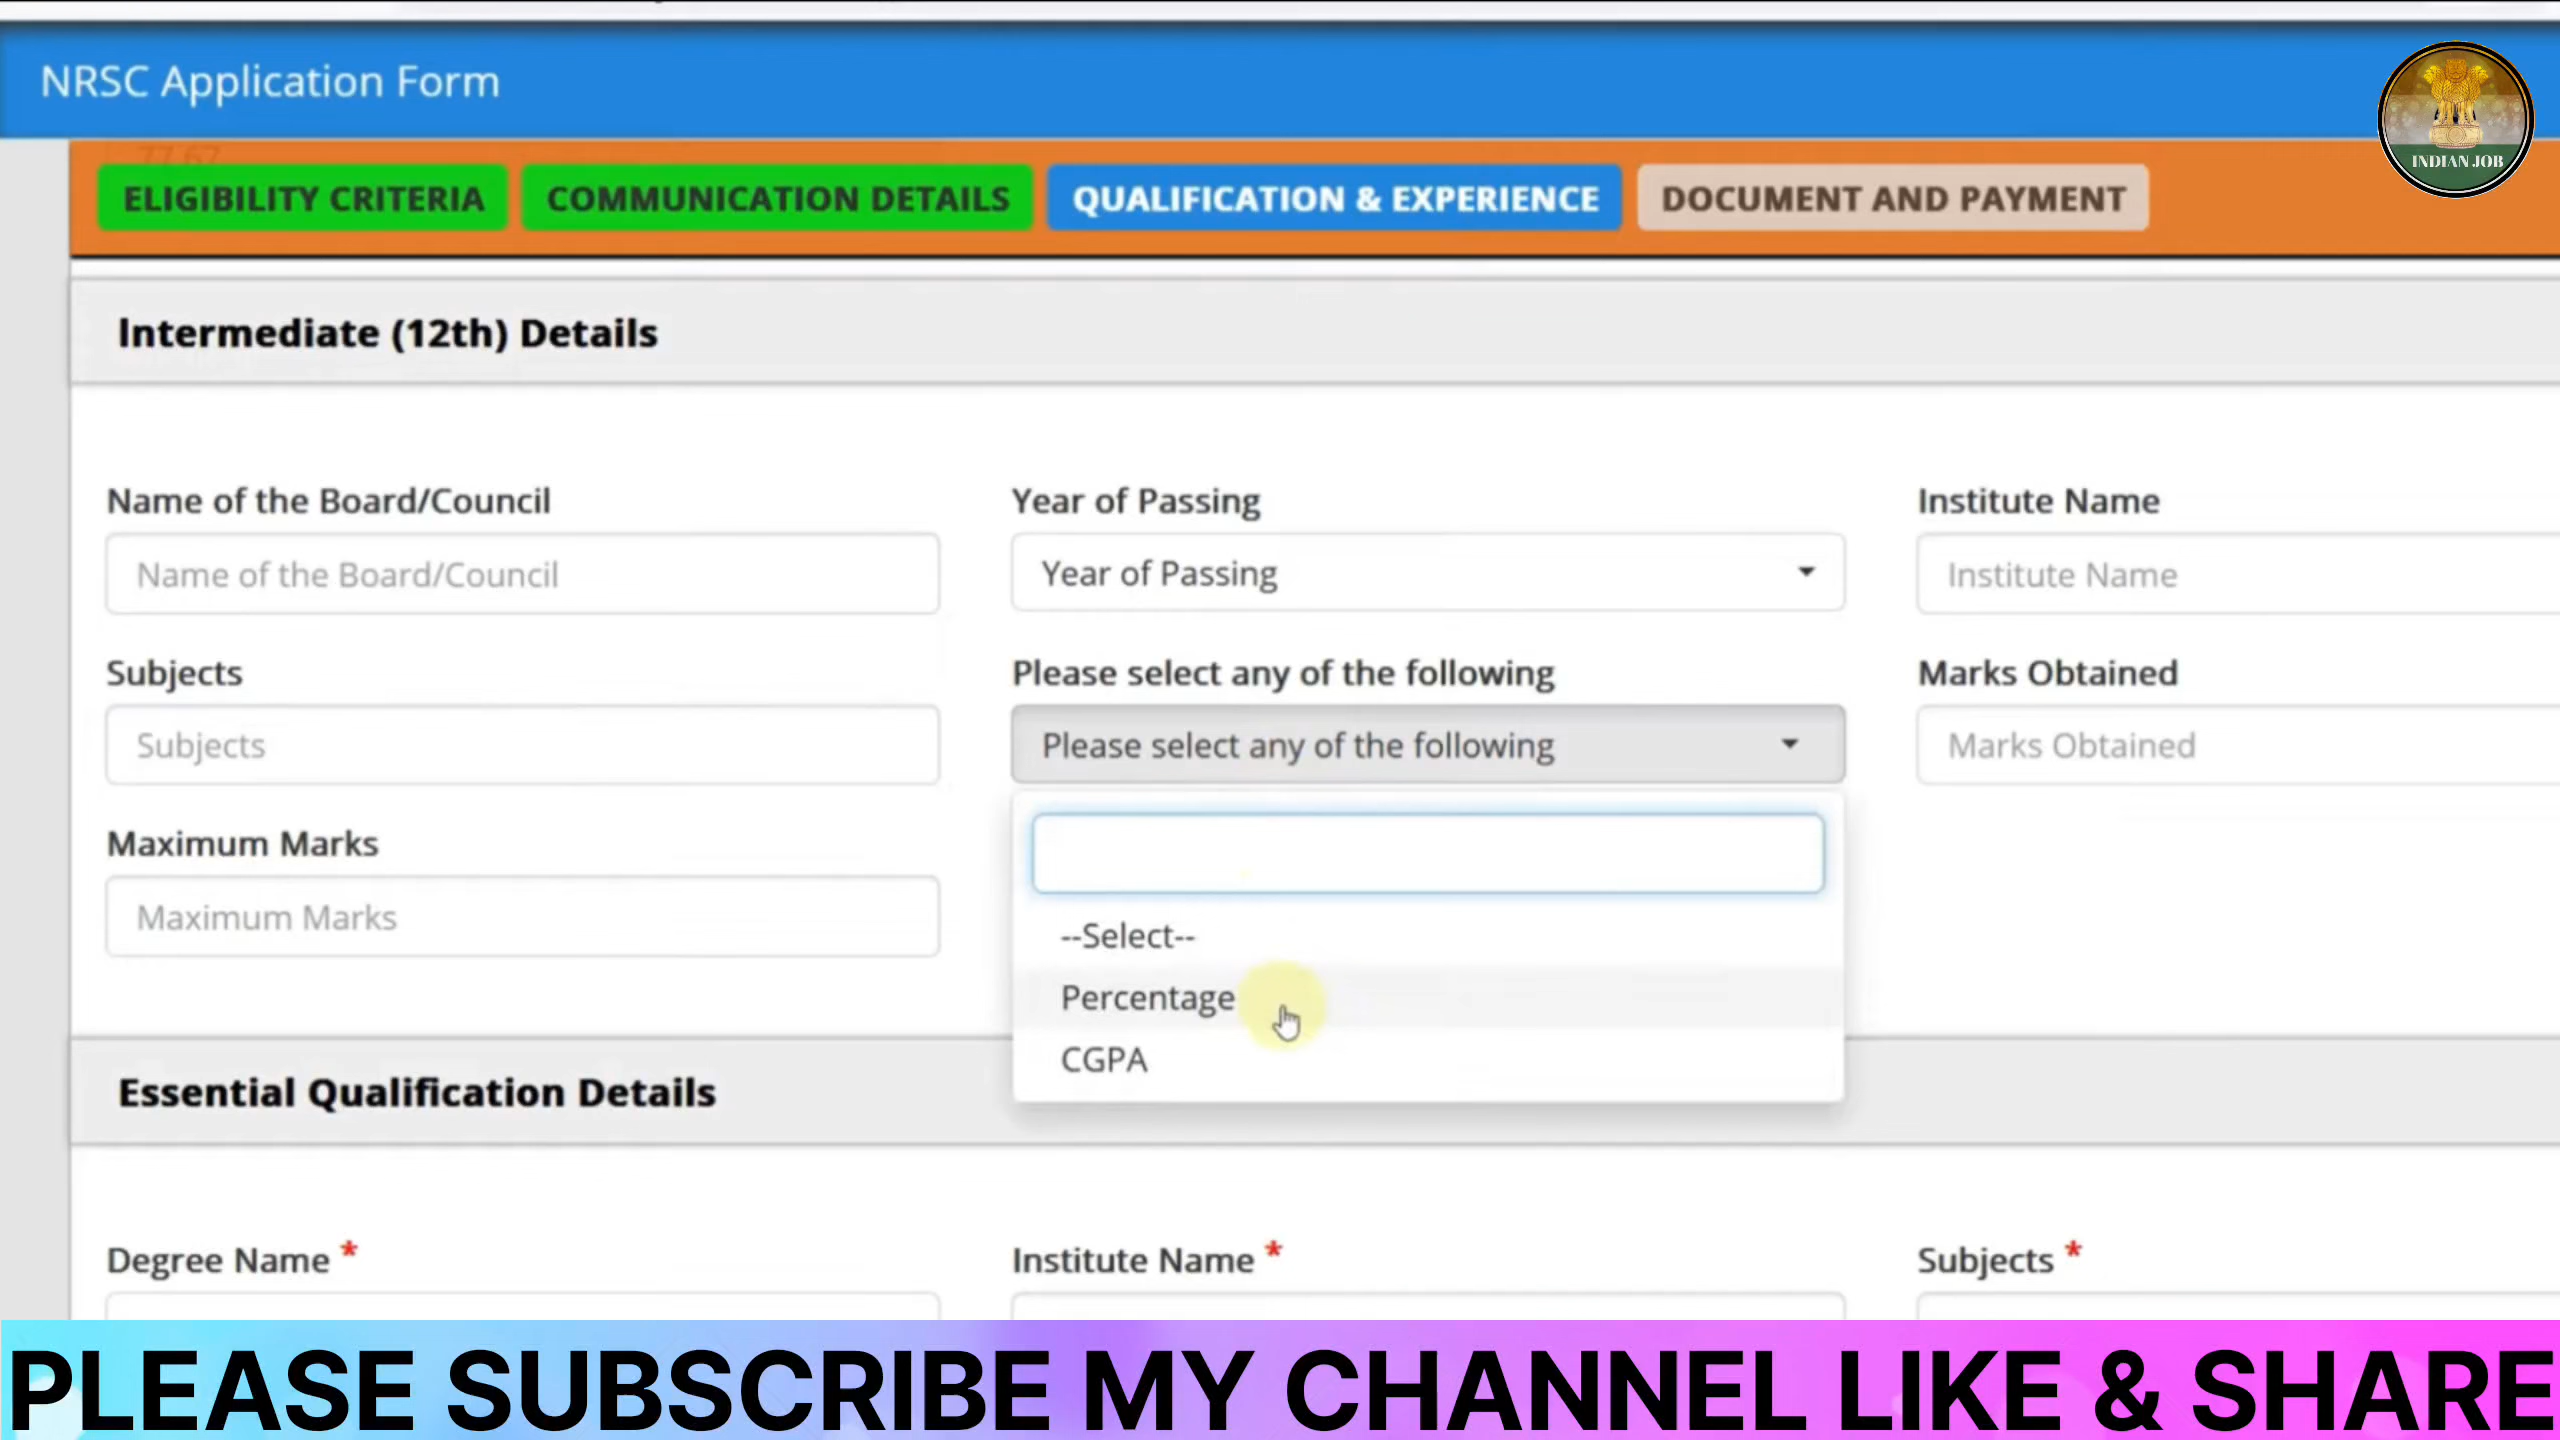 NRSC Application Form
INDIAN JOB
77.67
ELIGIBILITY CRITERIA COMMUNICATION DETAILS QUALIFICATION & EXPERIENCE DOCUMENT AND PAYMENT
Intermediate (12th) Details
Name of the Board/Council Year of Passing Institute Name
Name of the Board/Council Year of Passing Institute Name
Subjects Please select any of the following Marks Obtained
Subjects Please select any of the following Marks Obtained
Maximum Marks
Maximum Marks
--Select--
Percentage
CGPA
Essential Qualification Details
Degree Name * Institute Name * Subjects *
PLEASE SUBSCRIBE MY CHANNEL LIKE & SHARE